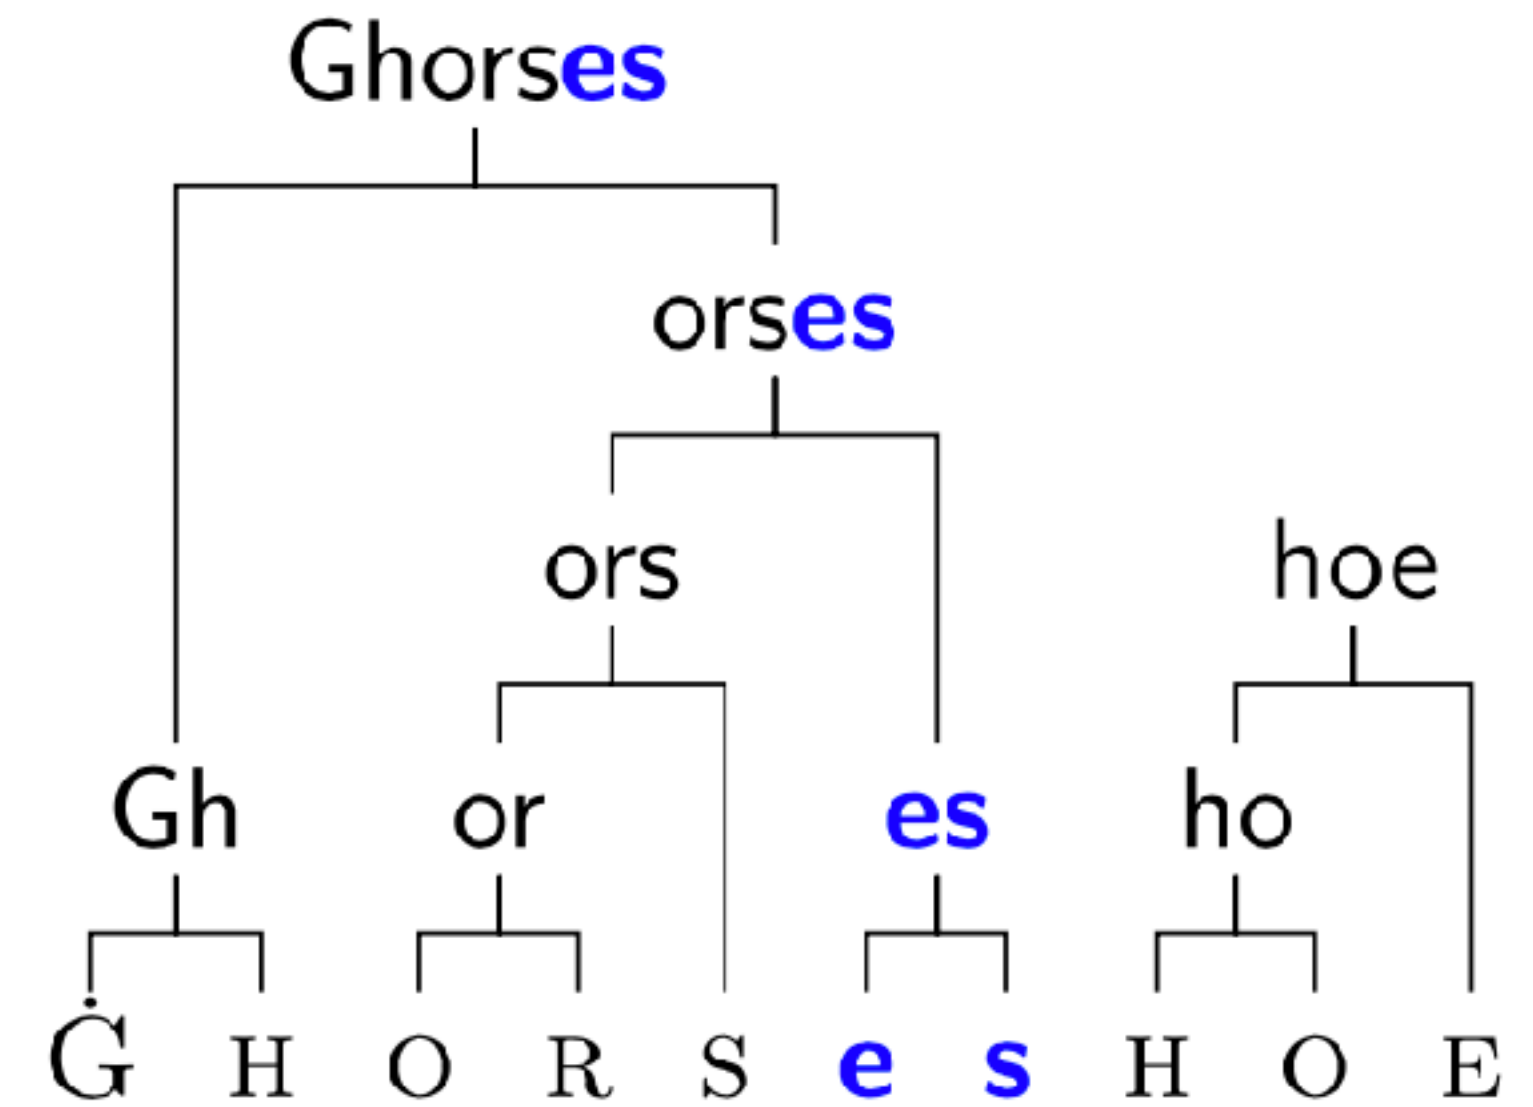 Ghorses
orses
ors hoe
Gh or es ho
Ġ H O R S e s H O E